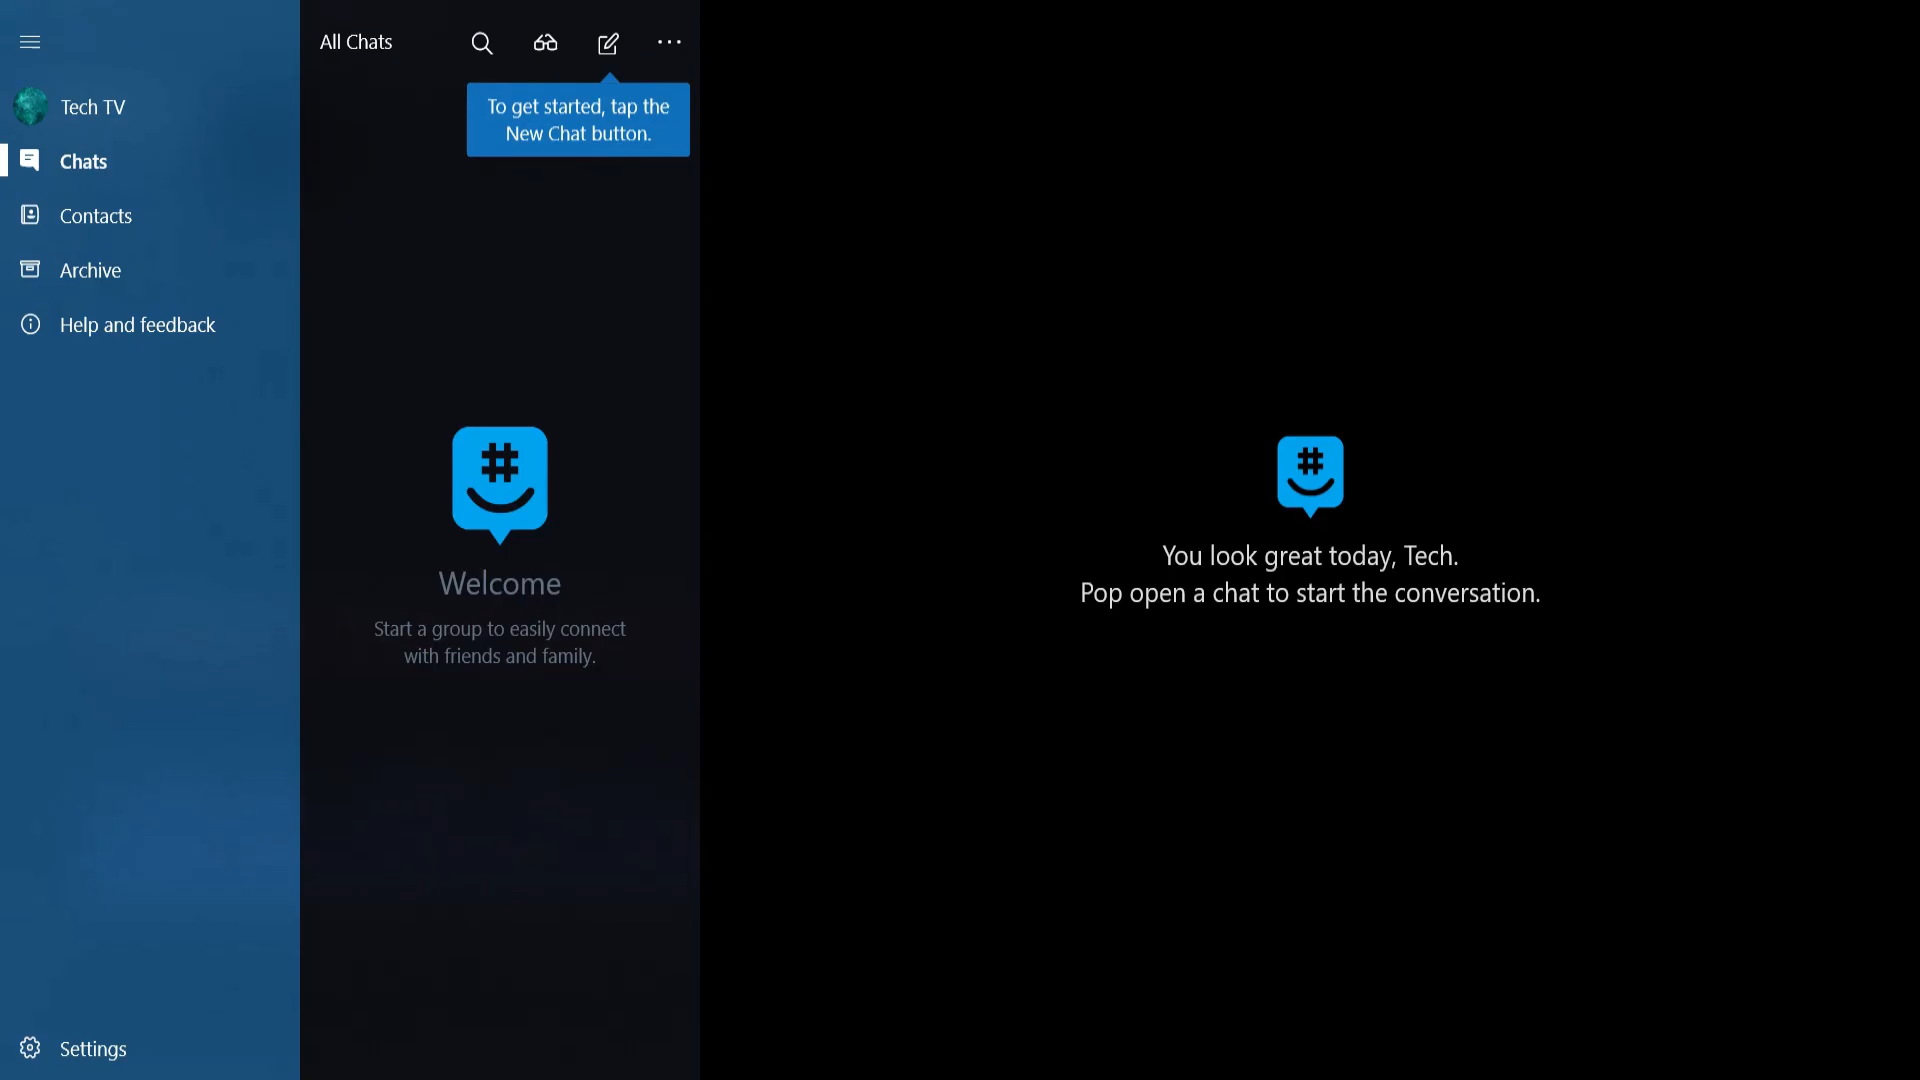 Tech TV
Chats
Contacts
Archive
Help and feedback
Settings
All Chats
To get started, tap the
New Chat button.
Welcome
Start a group to easily connect
with friends and family.
You look great today, Tech.
Pop open a chat to start the conversation.